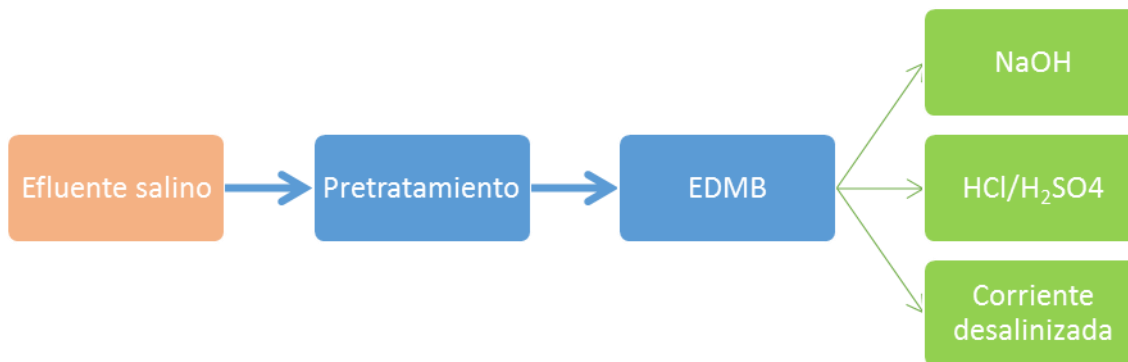 NaOH
Efluente salino
Pretratamiento
EDMB
HCl/H₂SO4
Corriente
desalinizada